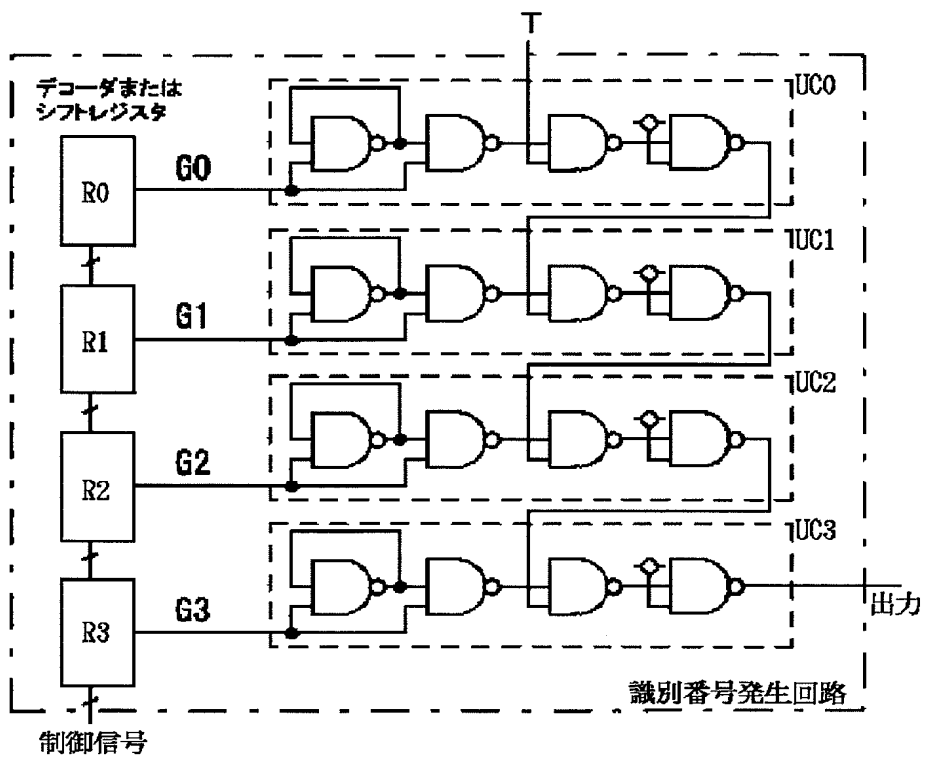 T
デコーダまたは
シフトレジスタ
UC0
R0
G0
UC1
R1
G1
UC2
R2
G2
UC3
R3
G3
出力
識別番号発生回路
制御信号